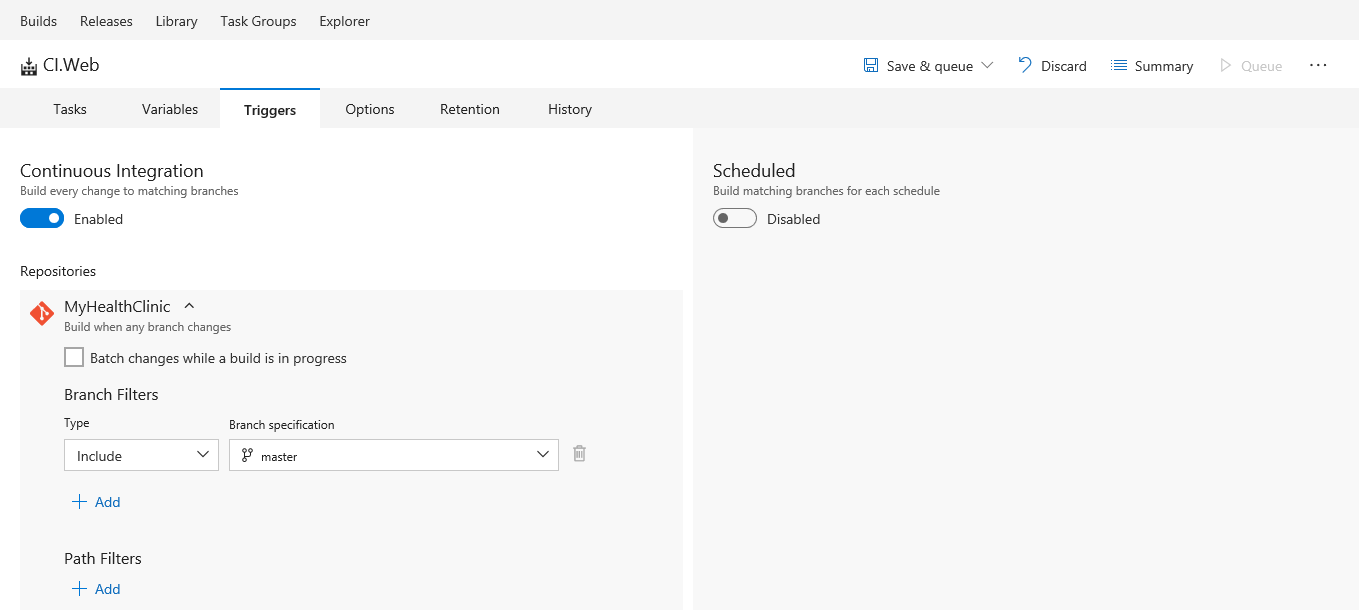 Builds Releases Library Task Groups Explorer
CI.Web
Save & queue Discard Summary Queue ...
Tasks Variables Triggers Options Retention History
Continuous Integration
Build every change to matching branches
Enabled
Repositories
MyHealthClinic
Build when any branch changes
Batch changes while a build is in progress
Branch Filters
Type Branch specification
Include master
+ Add
Path Filters
+ Add
Scheduled
Build matching branches for each schedule
Disabled